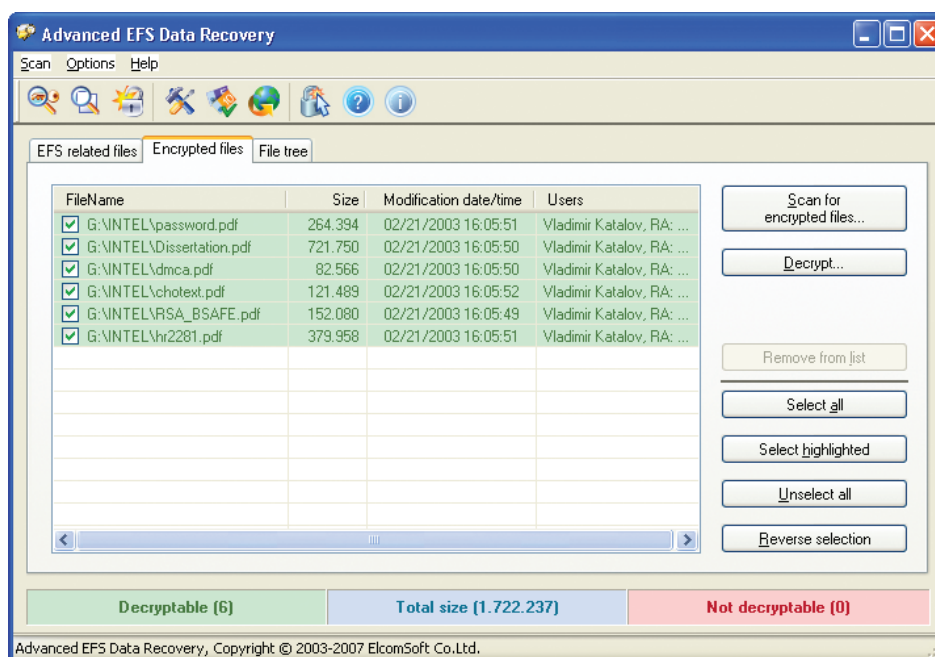 Advanced EFS Data Recovery
Scan Options Help
EFS related files Encrypted files File tree
FileName Size Modification date/time Users
G:\INTEL\password.pdf 264.394 02/21/2003 16:05:51 Vladimir Katalov, RA: ...
G:\INTEL\Dissertation.pdf 721.750 02/21/2003 16:05:50 Vladimir Katalov, RA: ...
G:\INTEL\dmca.pdf 82.566 02/21/2003 16:05:50 Vladimir Katalov, RA: ...
G:\INTEL\chotext.pdf 121.489 02/21/2003 16:05:52 Vladimir Katalov, RA: ...
G:\INTEL\RSA_BSAFE.pdf 152.080 02/21/2003 16:05:49 Vladimir Katalov, RA: ...
G:\INTEL\hr2281.pdf 379.958 02/21/2003 16:05:51 Vladimir Katalov, RA: ...
Scan for
encrypted files...
Decrypt...
Remove from list
Select all
Select highlighted
Unselect all
Reverse selection
Decryptable (6) Total size (1.722.237) Not decryptable (0)
Advanced EFS Data Recovery, Copyright © 2003-2007 ElcomSoft Co.Ltd.